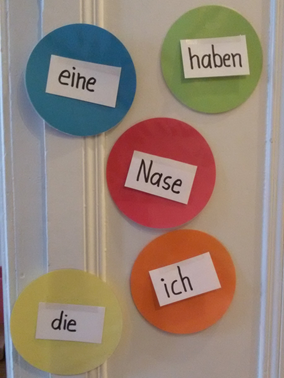 eine
haben
Nase
ich
die